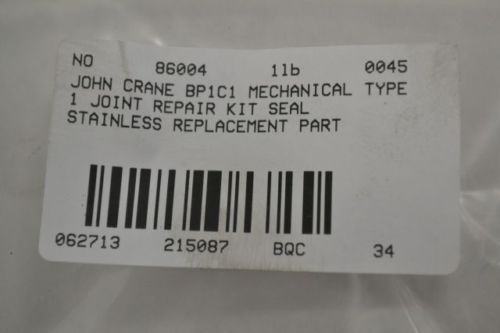 NO 86004 1lb 0045
JOHN CRANE BP1C1 MECHANICAL TYPE
1 JOINT REPAIR KIT SEAL
STAINLESS REPLACEMENT PART
062713 215087 BQC 34